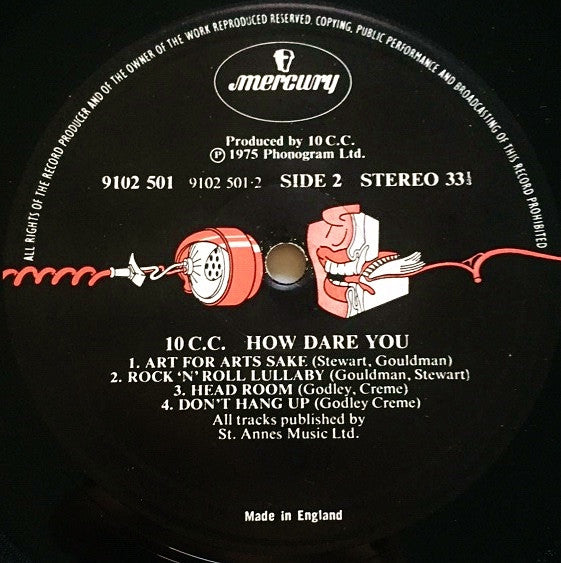 ALL RIGHTS OF THE RECORD PRODUCER AND OF THE OWNER OF THE WORK REPRODUCED RESERVED. COPYING, PUBLIC PERFORMANCE AND BROADCASTING OF THIS RECORD PROHIBITED
mercury
Produced by 10 C.C.
Ⓟ 1975 Phonogram Ltd.
9102 501 9102 501·2 SIDE 2 STEREO 33⅓
10 C.C. HOW DARE YOU
1. ART FOR ARTS SAKE (Stewart, Gouldman)
2. ROCK 'N' ROLL LULLABY (Gouldman, Stewart)
3. HEAD ROOM (Godley, Creme)
4. DON'T HANG UP (Godley Creme)
All tracks published by
St. Annes Music Ltd.
Made in England